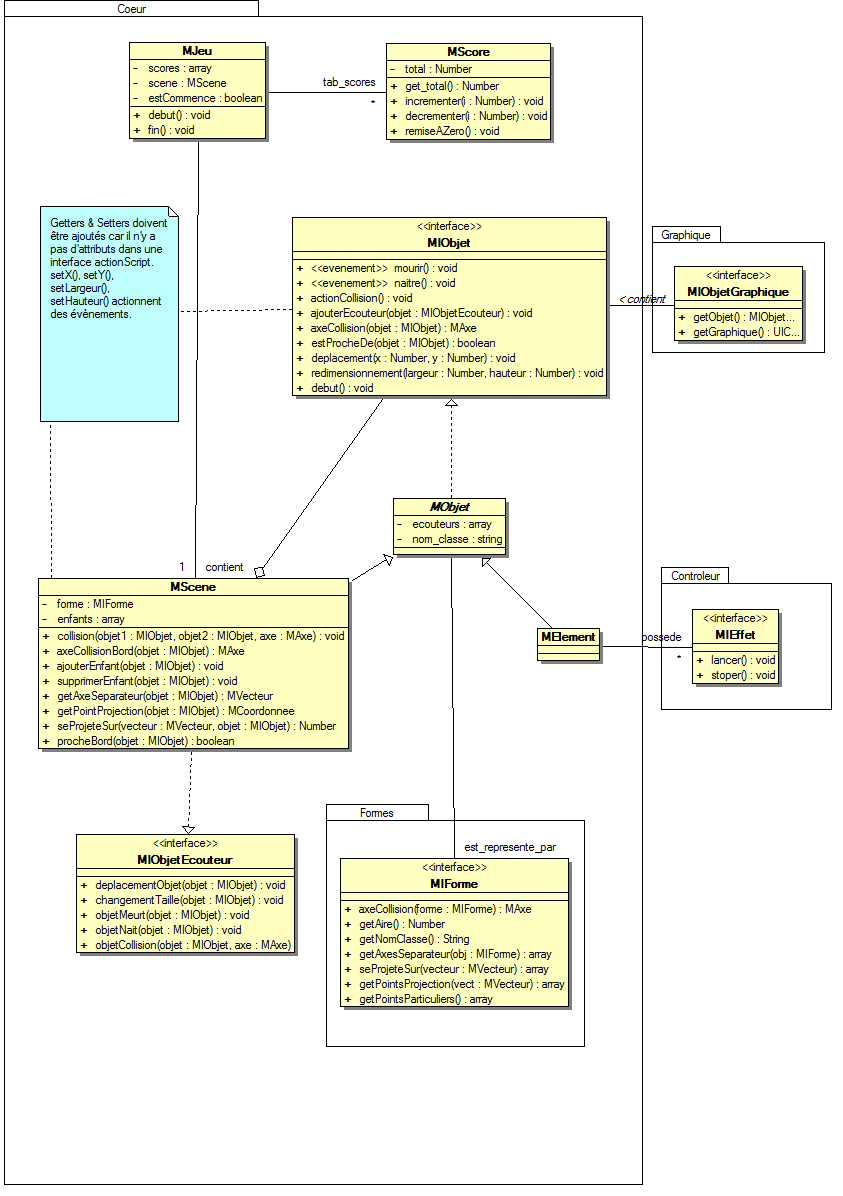 Coeur
MJeu
- scores : array
- scene : MScene
- estCommence : boolean
+ debut() : void
+ fin() : void
tab_scores
*
MScore
- total : Number
+ get_total() : Number
+ incrementer(i : Number) : void
+ decrementer(i : Number) : void
+ remiseAZero() : void
Getters & Setters doivent
être ajoutés car il n'y a
pas d'attributs dans une
interface actionScript.
setX(), setY(),
setLargeur(),
setHauteur() actionnent
des évènements.
<<interface>>
MIObjet
+ <<evenement>> mourir() : void
+ <<evenement>> naitre() : void
+ actionCollision() : void
+ ajouterEcouteur(objet : MIObjetEcouteur) : void
+ axeCollision(objet : MIObjet) : MAxe
+ estProcheDe(objet : MIObjet) : boolean
+ deplacement(x : Number, y : Number) : void
+ redimensionnement(largeur : Number, hauteur : Number) : void
+ debut() : void
< contient
Graphique
<<interface>>
MIObjetGraphique
+ getObjet() : MIObjet...
+ getGraphique() : UIC...
MObjet
- ecouteurs : array
- nom_classe : string
1 contient
MScene
- forme : MIForme
- enfants : array
+ collision(objet1 : MIObjet, objet2 : MIObjet, axe : MAxe) : void
+ axeCollisionBord(objet : MIObjet) : MAxe
+ ajouterEnfant(objet : MIObjet) : void
+ supprimerEnfant(objet : MIObjet) : void
+ getAxeSeparateur(objet : MIObjet) : MVecteur
+ getPointProjection(objet : MIObjet) : MCoordonnee
+ seProjeteSur(vecteur : MVecteur, objet : MIObjet) : Number
+ procheBord(objet : MIObjet) : boolean
MElement
possede
*
Controleur
<<interface>>
MIEffet
+ lancer() : void
+ stoper() : void
<<interface>>
MIObjetEcouteur
+ deplacementObjet(objet : MIObjet) : void
+ changementTaille(objet : MIObjet) : void
+ objetMeurt(objet : MIObjet) : void
+ objetNait(objet : MIObjet) : void
+ objetCollision(objet : MIObjet, axe : MAxe)
Formes
est_represente_par
<<interface>>
MIForme
+ axeCollision(forme : MIForme) : MAxe
+ getAire() : Number
+ getNomClasse() : String
+ getAxesSeparateur(obj : MIForme) : array
+ seProjeteSur(vecteur : MVecteur) : array
+ getPointsProjection(vect : MVecteur) : array
+ getPointsParticuliers() : array